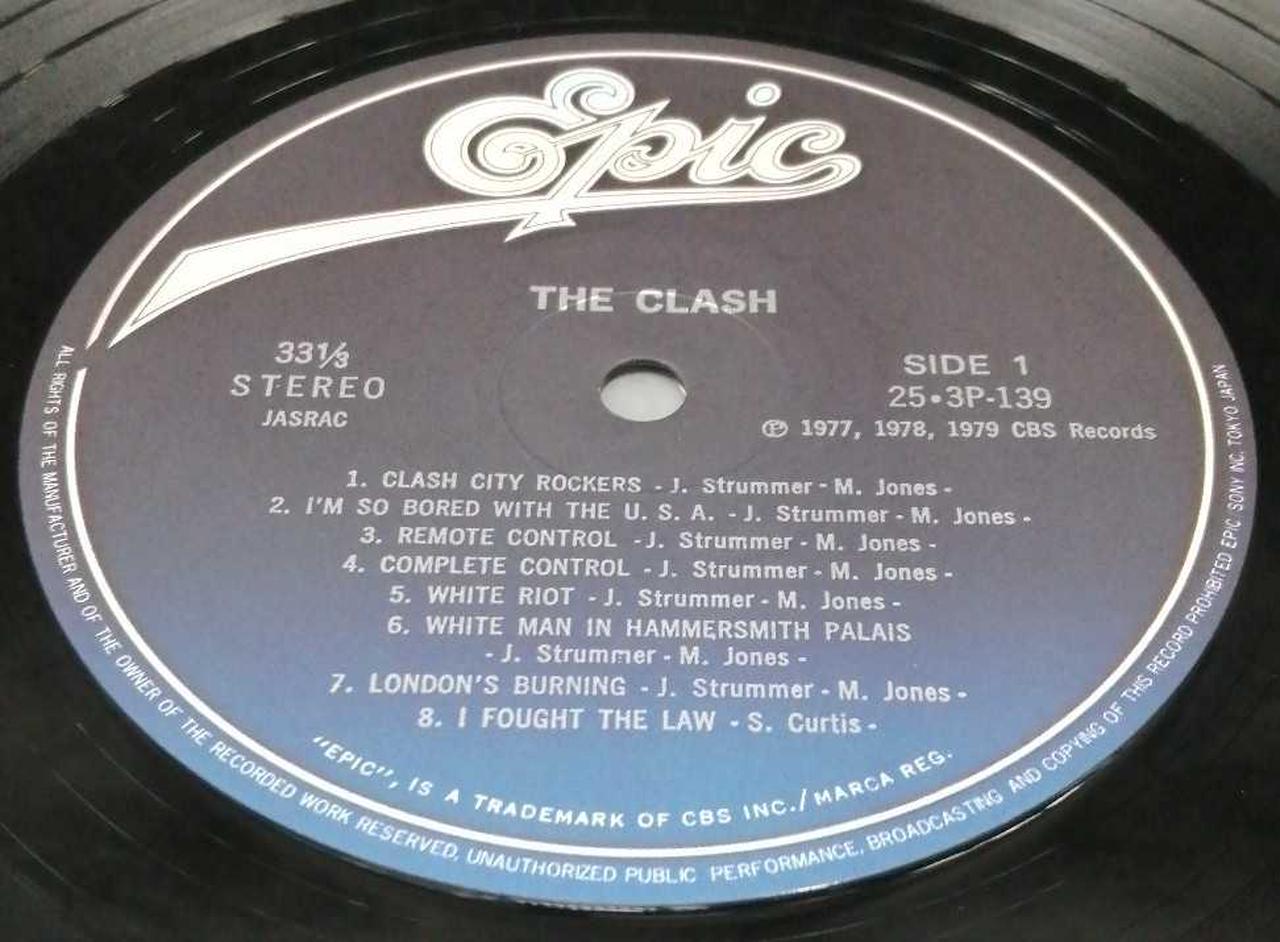 Epic
THE CLASH
33⅓
STEREO
JASRAC
SIDE 1
25•3P-139
Ⓟ 1977, 1978, 1979 CBS Records
1. CLASH CITY ROCKERS - J. Strummer - M. Jones -
2. I'M SO BORED WITH THE U. S. A. - J. Strummer - M. Jones -
3. REMOTE CONTROL - J. Strummer - M. Jones -
4. COMPLETE CONTROL - J. Strummer - M. Jones -
5. WHITE RIOT - J. Strummer - M. Jones -
6. WHITE MAN IN HAMMERSMITH PALAIS
- J. Strummer - M. Jones -
7. LONDON'S BURNING - J. Strummer - M. Jones -
8. I FOUGHT THE LAW - S. Curtis -
"EPIC", IS A TRADEMARK OF CBS INC./MARCA REG.
ALL RIGHTS OF THE MANUFACTURER AND OF THE OWNER OF THE RECORDED WORK RESERVED. UNAUTHORIZED PUBLIC PERFORMANCE, BROADCASTING AND COPYING OF THIS RECORD PROHIBITED EPIC/SONY INC. TOKYO JAPAN